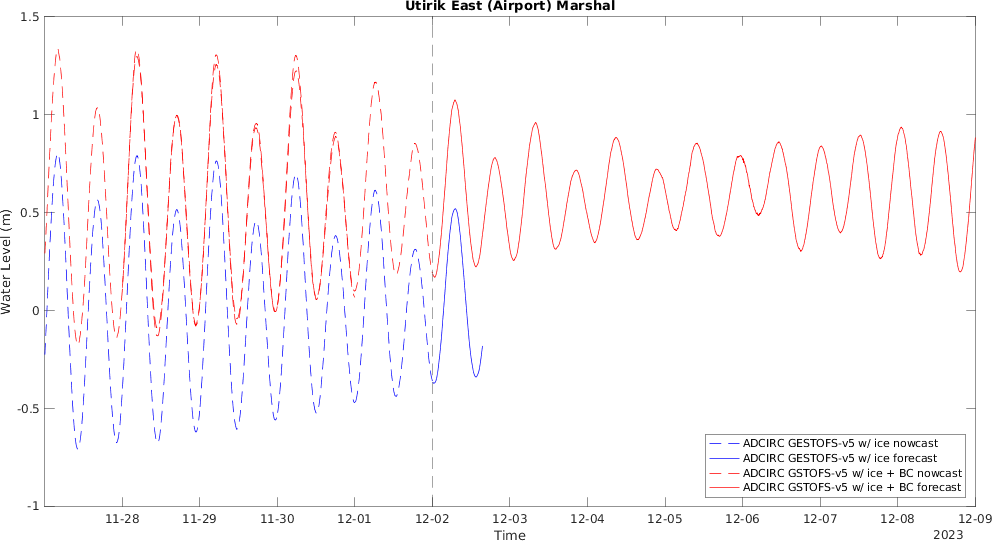 Utirik East (Airport) Marshal
1.5
1
0.5
0
-0.5
-1
Water Level (m)
11-28 11-29 11-30 12-01 12-02 12-03 12-04 12-05 12-06 12-07 12-08 12-09
Time
2023
ADCIRC GESTOFS-v5 w/ ice nowcast
ADCIRC GESTOFS-v5 w/ ice forecast
ADCIRC GSTOFS-v5 w/ ice + BC nowcast
ADCIRC GSTOFS-v5 w/ ice + BC forecast